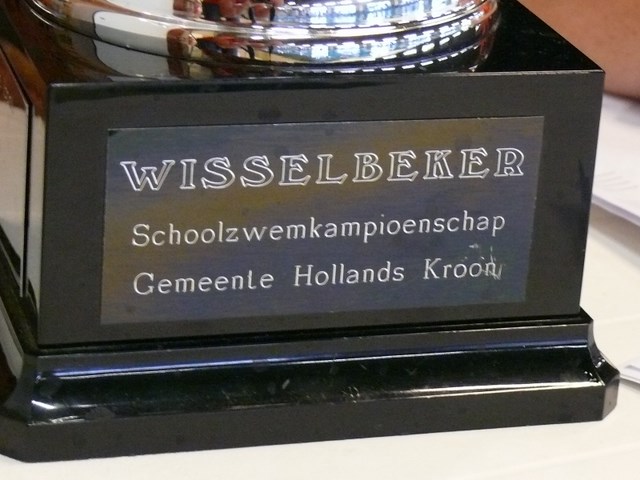 WISSELBEKER
Schoolzwemkampioenschap
Gemeente Hollands Kroon